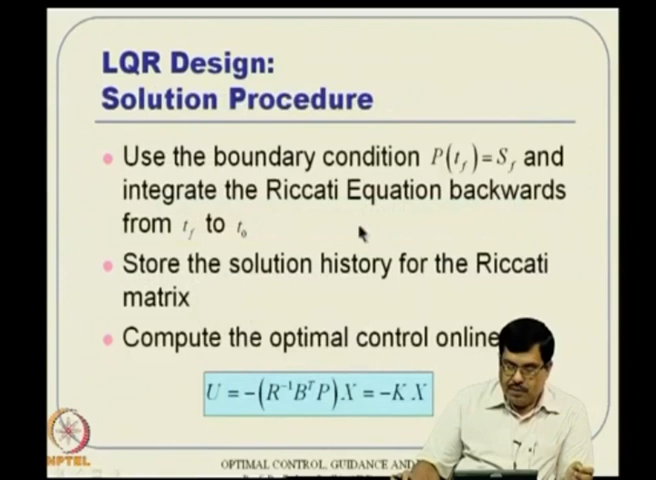 LQR Design:
Solution Procedure
• Use the boundary condition P(t_f) = S_f and
integrate the Riccati Equation backwards
from t_f to t_0
• Store the solution history for the Riccati
matrix
• Compute the optimal control online
U = −(R⁻¹BᵀP)X = −K X
NPTEL
OPTIMAL CONTROL, GUIDANCE AND